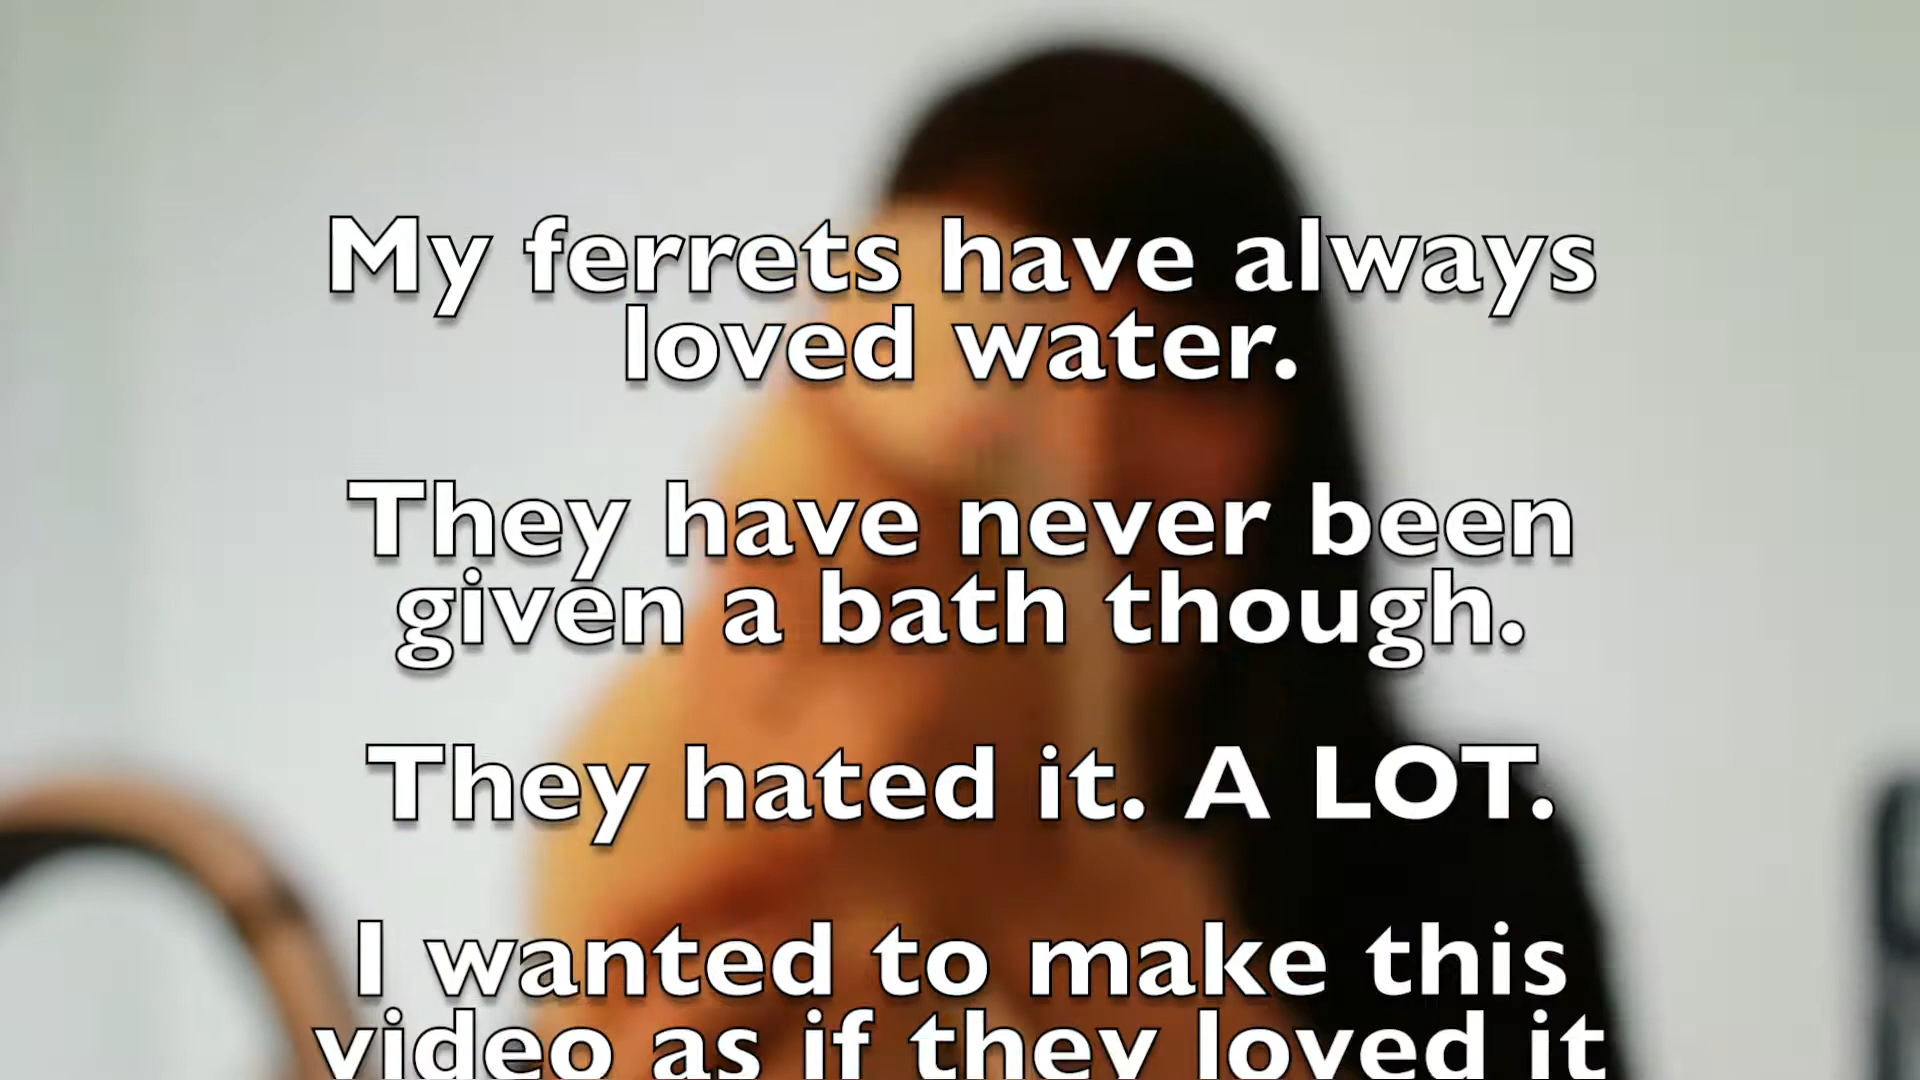 My ferrets have always
loved water.
They have never been
given a bath though.
They hated it. A LOT.
I wanted to make this
video as if they loved it